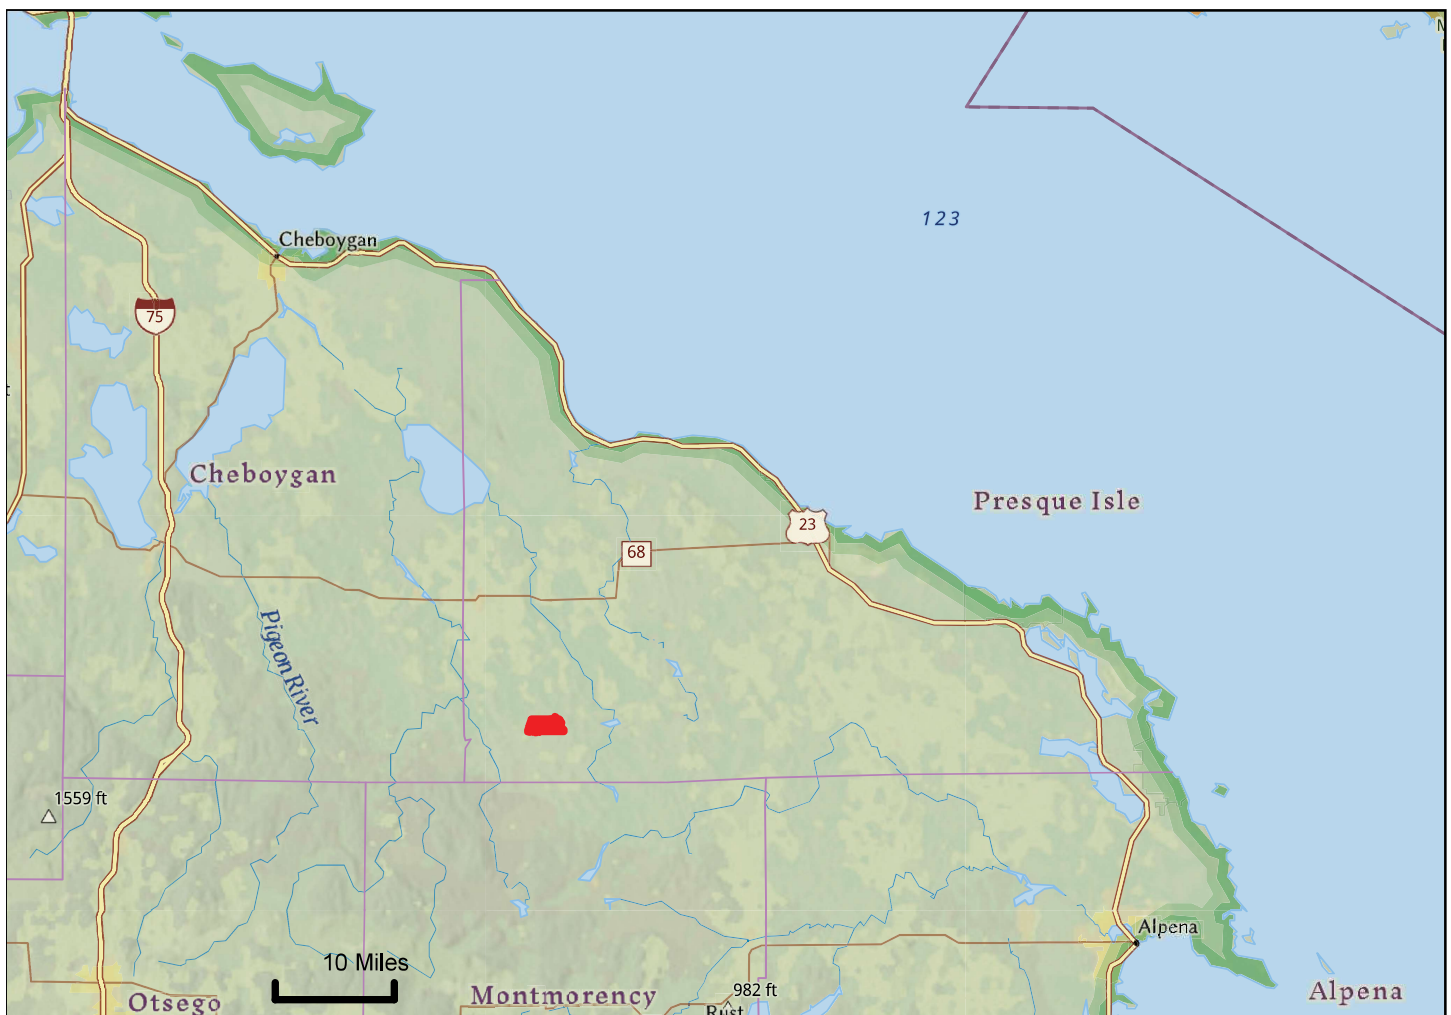 123
Cheboygan
75
Cheboygan
Presque Isle
23
68
Pigeon River
1559 ft
Alpena
10 Miles
982 ft
Alpena
Otsego
Montmorency
Rust